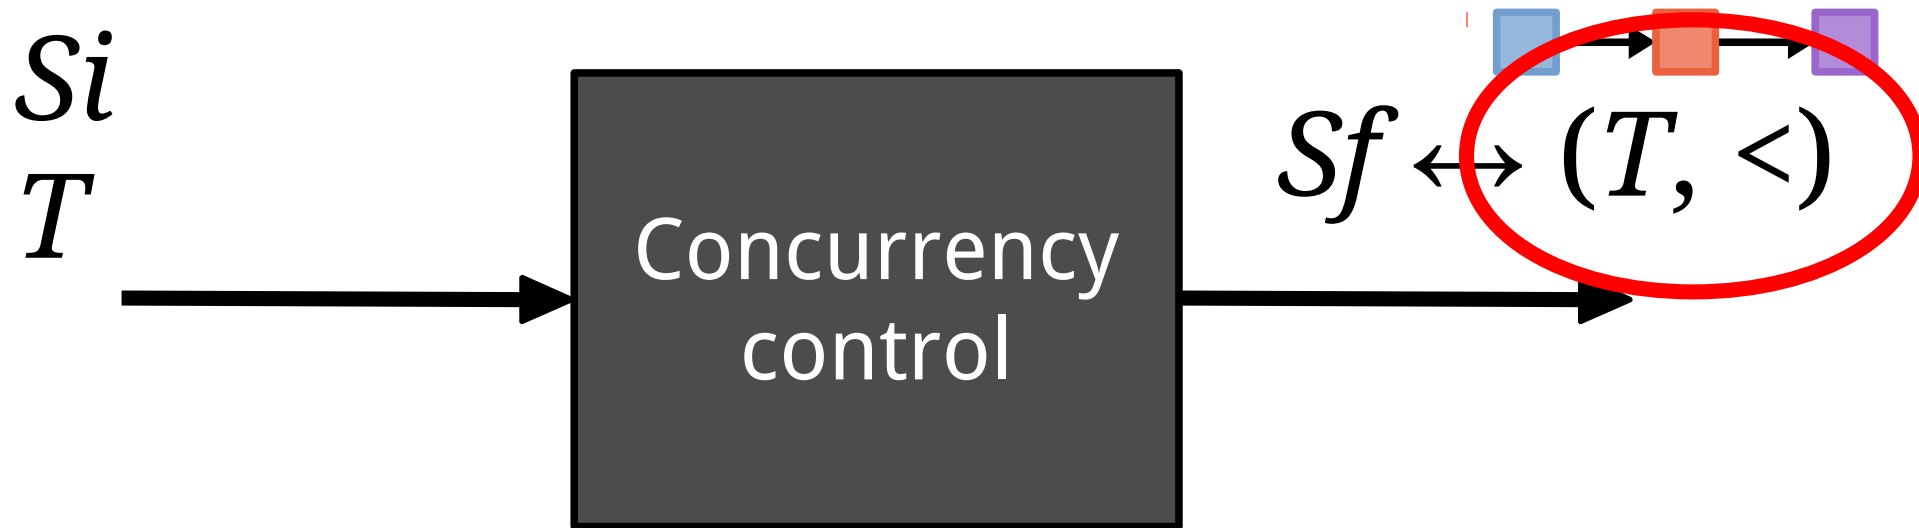 Si
T
Concurrency
control
Sf ↔ (T, <)